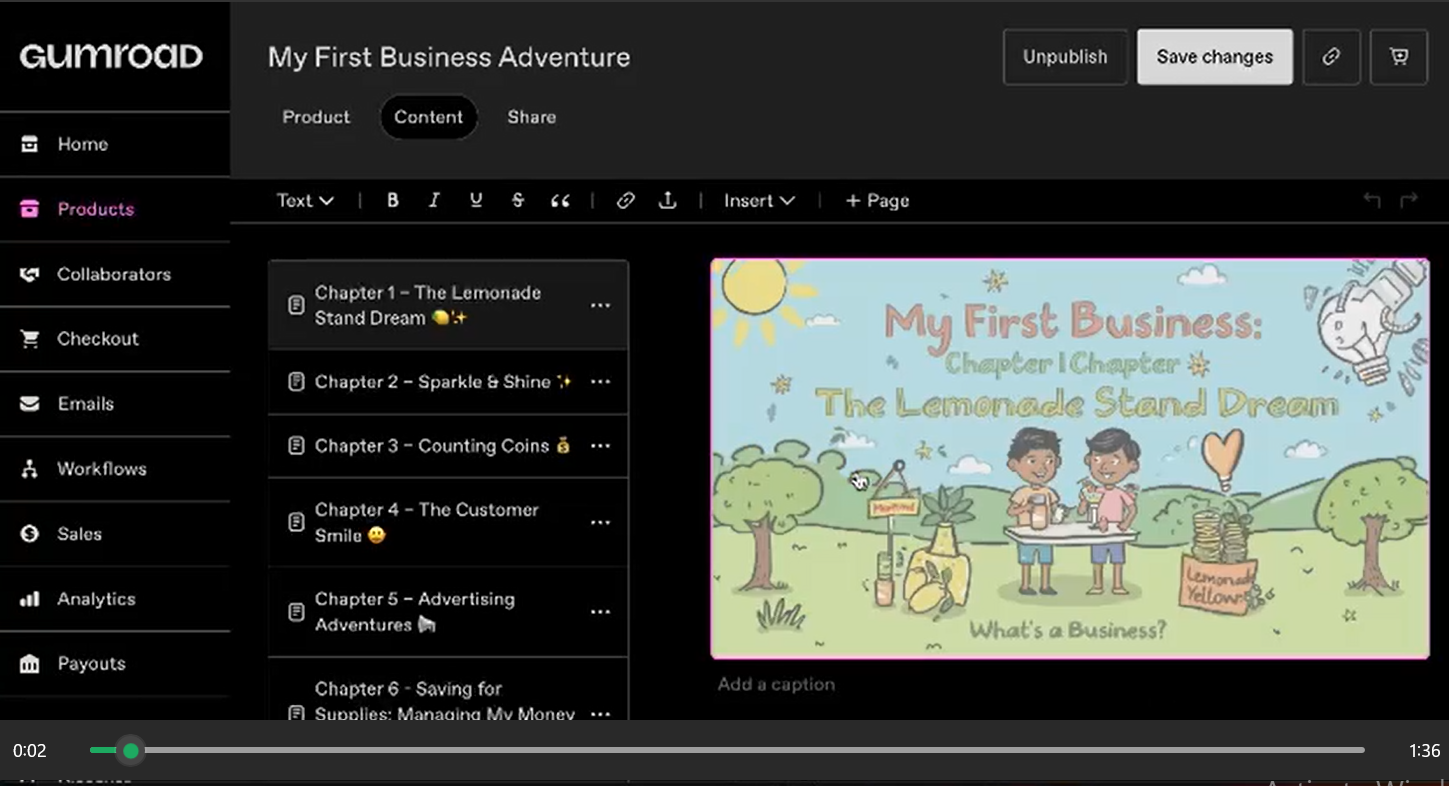 GUMROAD
My First Business Adventure
Unpublish
Save changes
Product
Content
Share
Home
Products
Collaborators
Checkout
Emails
Workflows
Sales
Analytics
Payouts
Text
B
I
U
S
Insert
+ Page
Chapter 1 – The Lemonade
Stand Dream 🍋✨
Chapter 2 – Sparkle & Shine ✨
Chapter 3 – Counting Coins 💰
Chapter 4 – The Customer
Smile 😃
Chapter 5 – Advertising
Adventures 📢
Chapter 6 - Saving for
Supplies: Managing My Money
My First Business:
Chapter 1 Chapter
The Lemonade Stand Dream
Lemonade
Yellow
What's a Business?
Add a caption
0:02
1:36